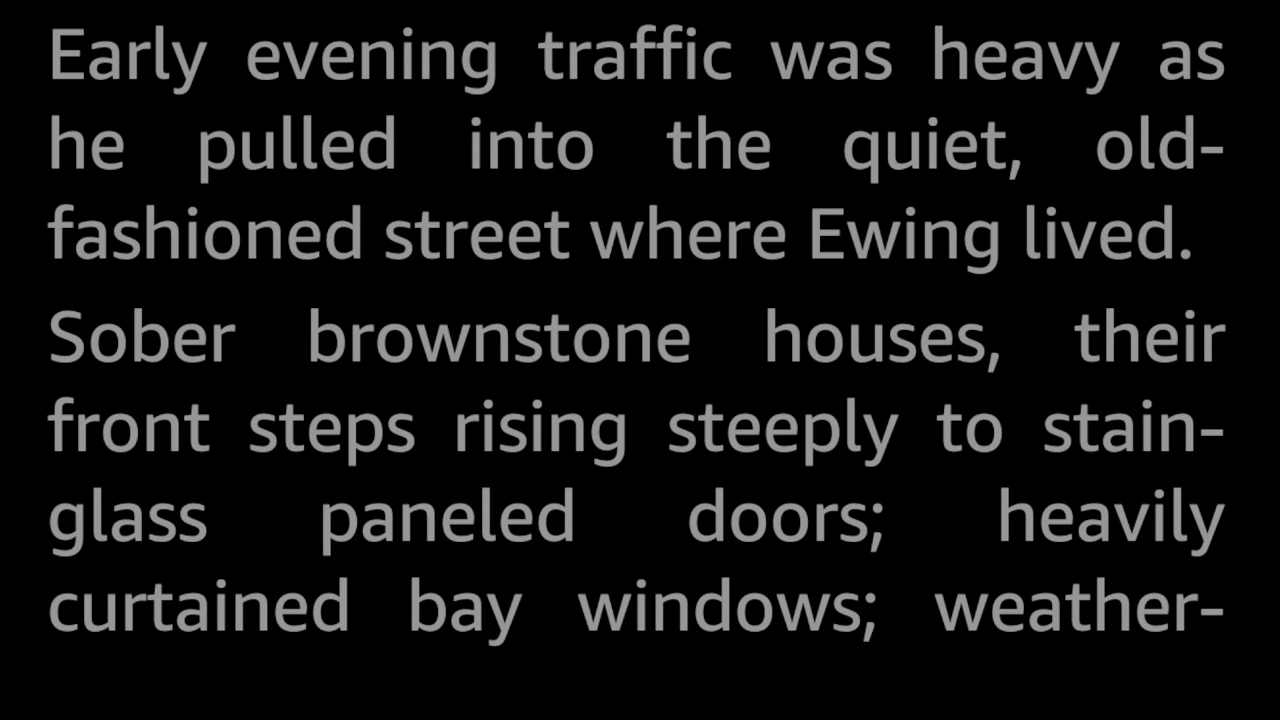 Early evening traffic was heavy as
he pulled into the quiet, old-
fashioned street where Ewing lived.
Sober brownstone houses, their
front steps rising steeply to stain-
glass paneled doors; heavily
curtained bay windows; weather-